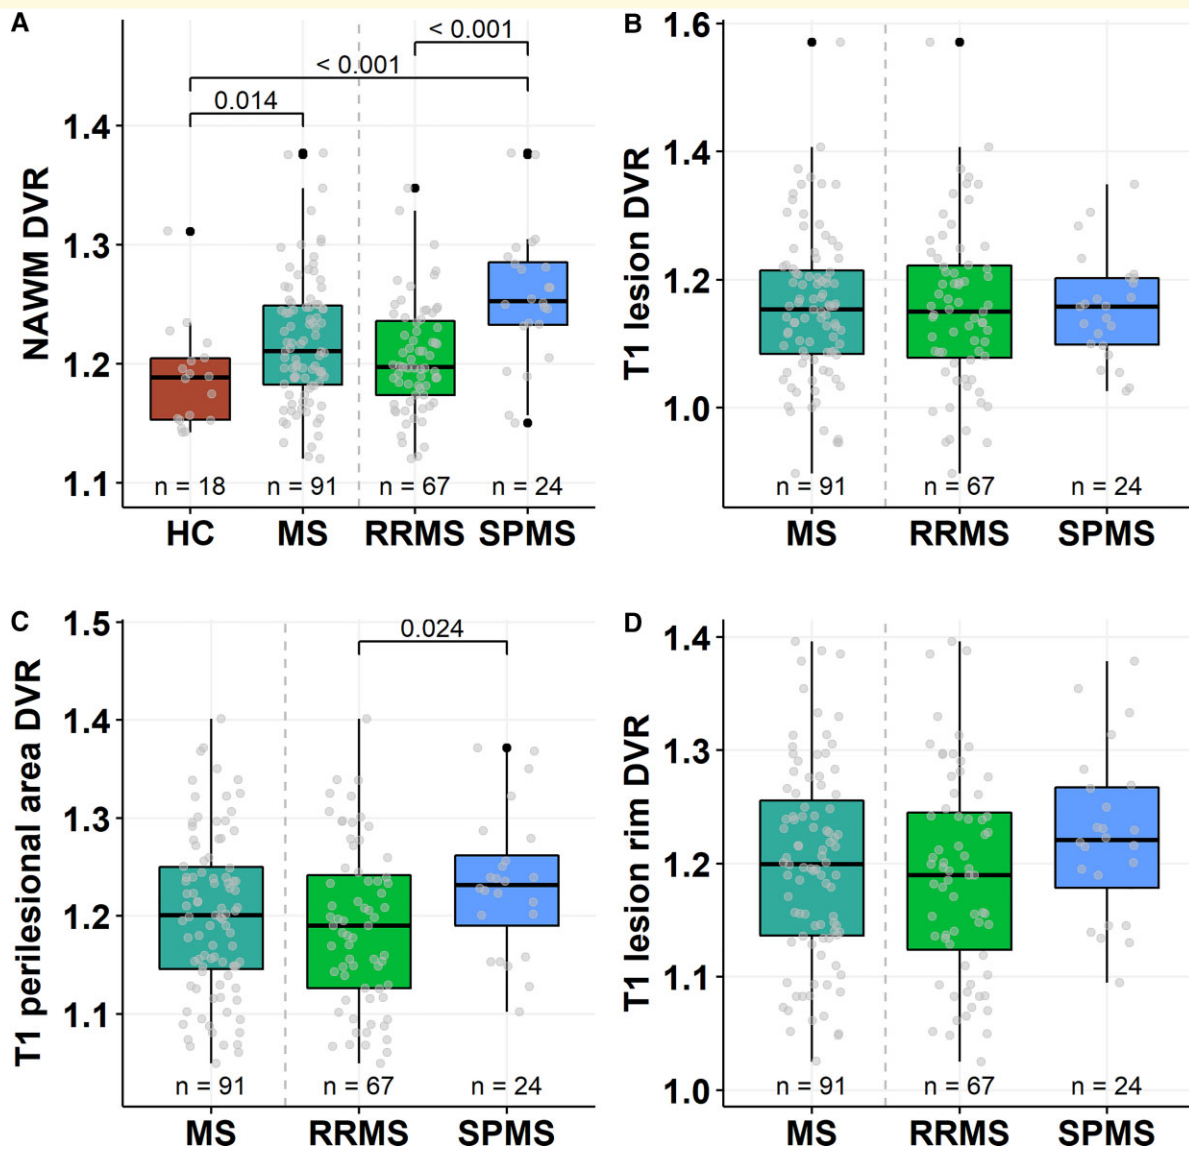 A
NAWM DVR
1.4
1.3
1.2
1.1
< 0.001
< 0.001
0.014
n = 18
n = 91
n = 67
n = 24
HC
MS
RRMS
SPMS
B
T1 lesion DVR
1.6
1.4
1.2
1.0
n = 91
n = 67
n = 24
MS
RRMS
SPMS
C
T1 perilesional area DVR
1.5
1.4
1.3
1.2
1.1
0.024
n = 91
n = 67
n = 24
MS
RRMS
SPMS
D
T1 lesion rim DVR
1.4
1.3
1.2
1.1
1.0
n = 91
n = 67
n = 24
MS
RRMS
SPMS